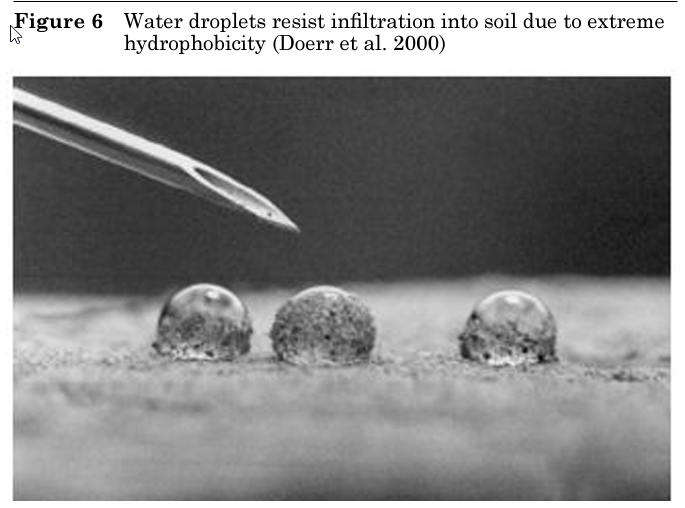 Figure 6 Water droplets resist infiltration into soil due to extreme
hydrophobicity (Doerr et al. 2000)